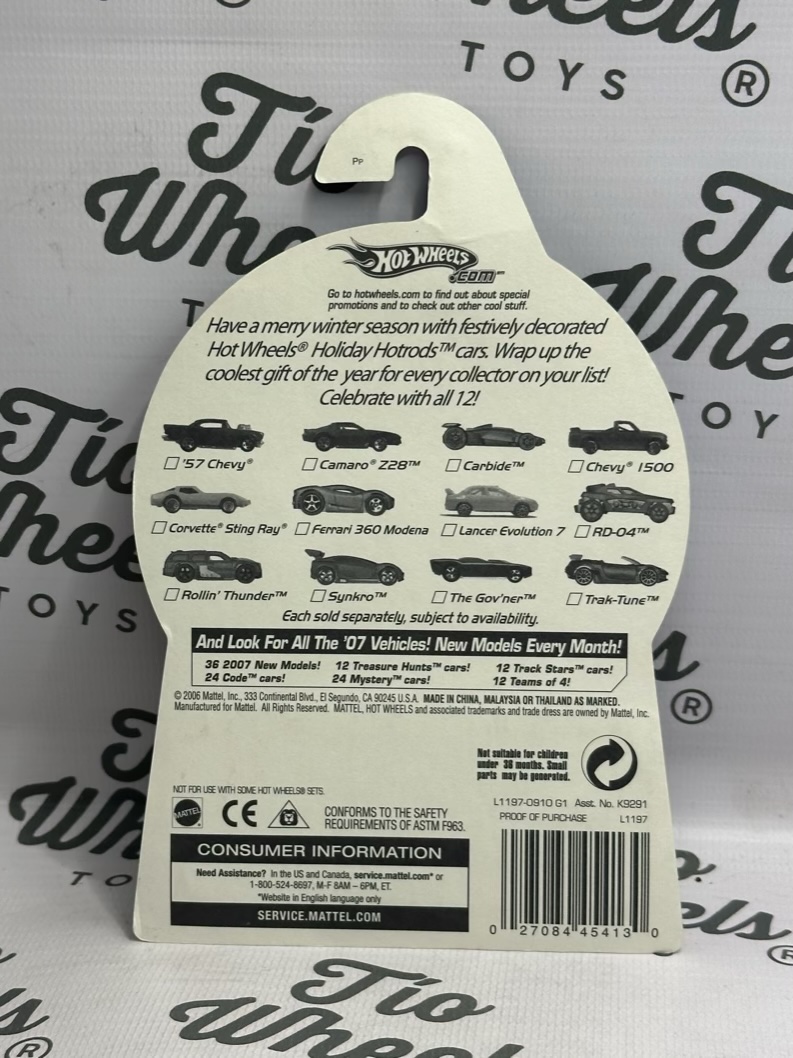 Wheels
TOYS ®
Tío
Whe
TOY
Pp
HOT WHEELS
.com™
Go to hotwheels.com to find out about special
promotions and to check out other cool stuff.
Have a merry winter season with festively decorated
Hot Wheels® Holiday Hotrods™ cars. Wrap up the
coolest gift of the year for every collector on your list!
Celebrate with all 12!
'57 Chevy® Camaro® Z28™ Carbide™ Chevy® 1500
Corvette® Sting Ray® Ferrari 360 Modena Lancer Evolution 7 RD-04™
Rollin' Thunder™ Synkro™ The Gov'ner™ Trak-Tune™
Each sold separately, subject to availability.
And Look For All The '07 Vehicles! New Models Every Month!
36 2007 New Models! 12 Treasure Hunts™ cars! 12 Track Stars™ cars!
24 Code™ cars! 24 Mystery™ cars! 12 Teams of 4!
© 2006 Mattel, Inc., 333 Continental Blvd., El Segundo, CA 90245 U.S.A. MADE IN CHINA, MALAYSIA OR THAILAND AS MARKED.
Manufactured for Mattel. All Rights Reserved. MATTEL, HOT WHEELS and associated trademarks and trade dress are owned by Mattel, Inc.
Not suitable for children
under 36 months. Small
parts may be generated.
NOT FOR USE WITH SOME HOT WHEELS® SETS.
MATTEL CE CONFORMS TO THE SAFETY
REQUIREMENTS OF ASTM F963.
L1197-0910 G1 Asst. No. K9291
PROOF OF PURCHASE L1197
CONSUMER INFORMATION
Need Assistance? In the US and Canada, service.mattel.com* or
1-800-524-8697, M-F 8AM – 6PM, ET.
*Website in English language only
SERVICE.MATTEL.COM
0 27084 45413 0
Tío
Wheels
®